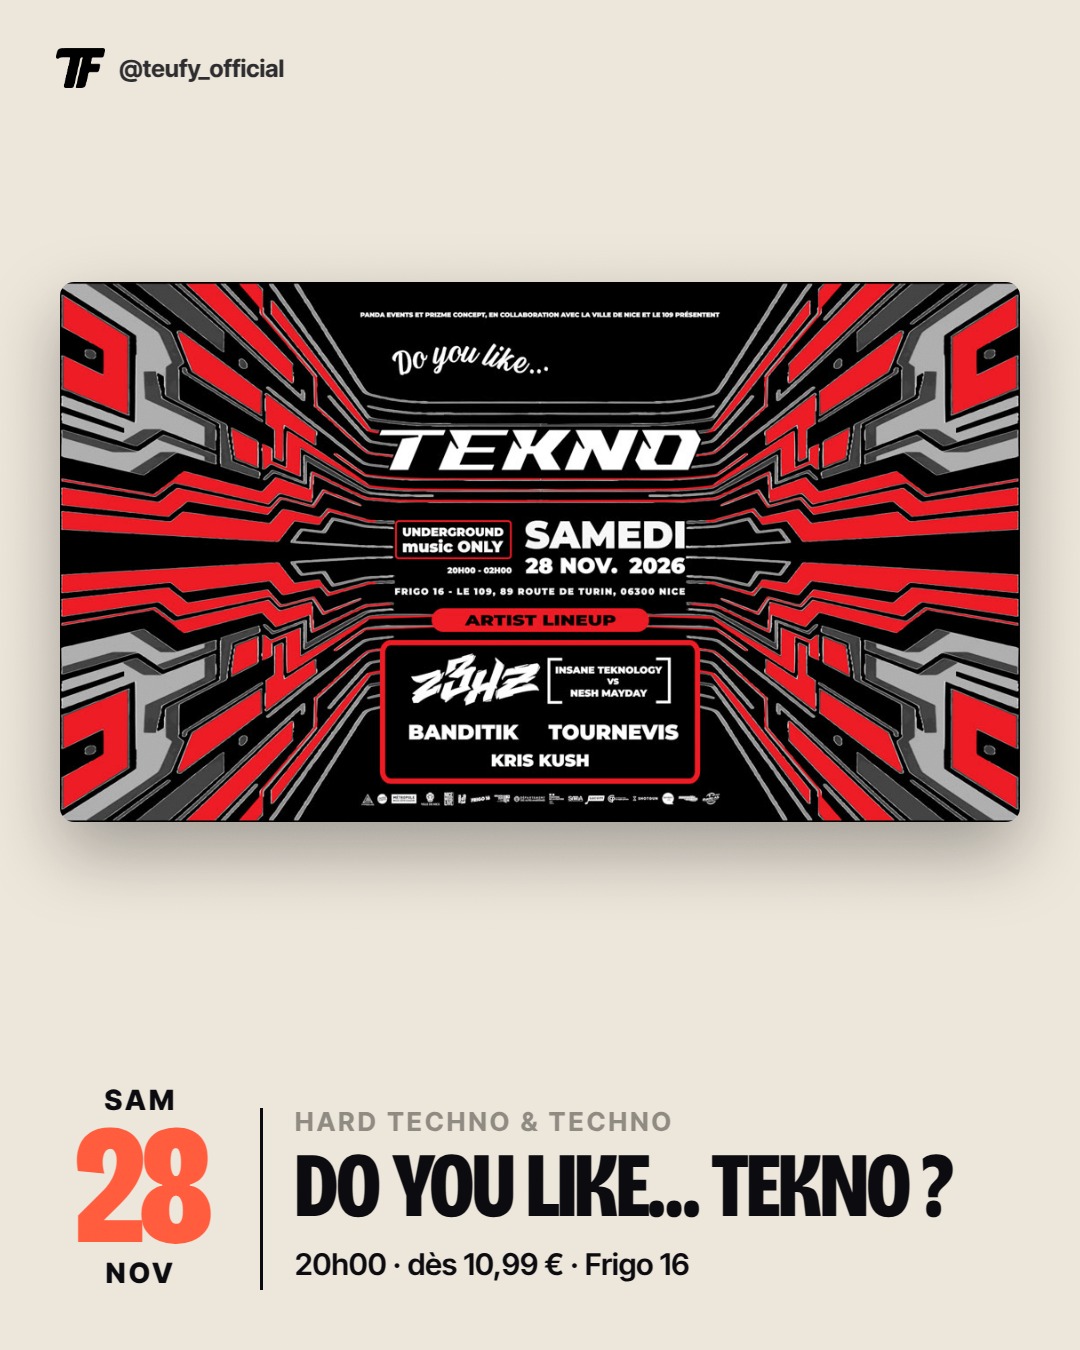 TF @teufy_official
PANDA EVENTS ET PRIZME CONCEPT, EN COLLABORATION AVEC LA VILLE DE NICE ET LE 109 PRÉSENTENT
Do you like...
TEKNO
UNDERGROUND
music ONLY
20H00 - 02H00
SAMEDI
28 NOV. 2026
FRIGO 16 - LE 109, 89 ROUTE DE TURIN, 06300 NICE
ARTIST LINEUP
Z3HZ
INSANE TEKNOLOGY
VS
NESH MAYDAY
BANDITIK TOURNEVIS
KRIS KUSH
SAM
28
NOV
HARD TECHNO & TECHNO
DO YOU LIKE... TEKNO ?
20h00 · dès 10,99 € · Frigo 16